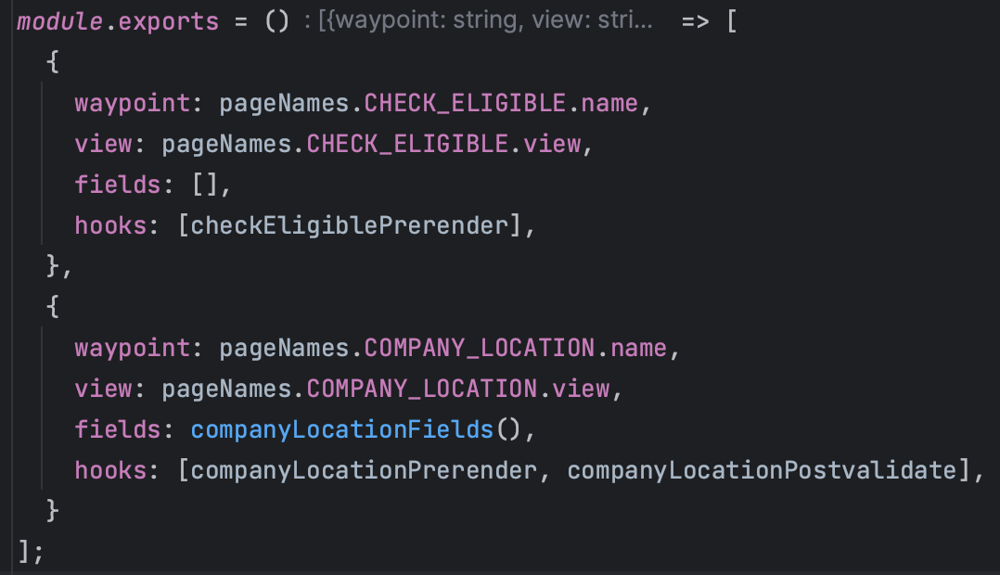 module.exports = () : [{waypoint: string, view: stri... => [
  {
    waypoint: pageNames.CHECK_ELIGIBLE.name,
    view: pageNames.CHECK_ELIGIBLE.view,
    fields: [],
    hooks: [checkEligiblePrerender],
  },
  {
    waypoint: pageNames.COMPANY_LOCATION.name,
    view: pageNames.COMPANY_LOCATION.view,
    fields: companyLocationFields(),
    hooks: [companyLocationPrerender, companyLocationPostvalidate],
  }
];